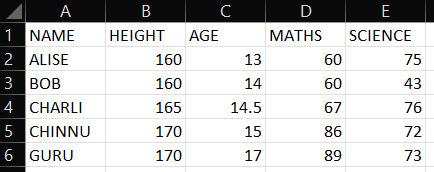 A B C D E
1 NAME HEIGHT AGE MATHS SCIENCE
2 ALISE 160 13 60 75
3 BOB 160 14 60 43
4 CHARLI 165 14.5 67 76
5 CHINNU 170 15 86 72
6 GURU 170 17 89 73